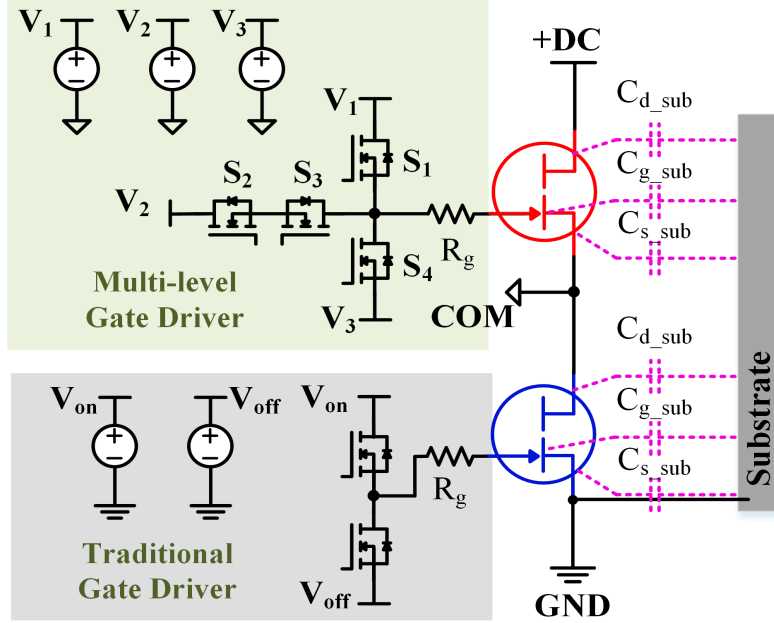 V1
V2
V3
+DC
V1
Cd_sub
S1
S2
S3
Cg_sub
V2
Rg
Cs_sub
S4
Multi-level
Gate Driver
V3
COM
Cd_sub
Von
Voff
Von
Cg_sub
Rg
Cs_sub
Substrate
Traditional
Gate Driver
Voff
GND